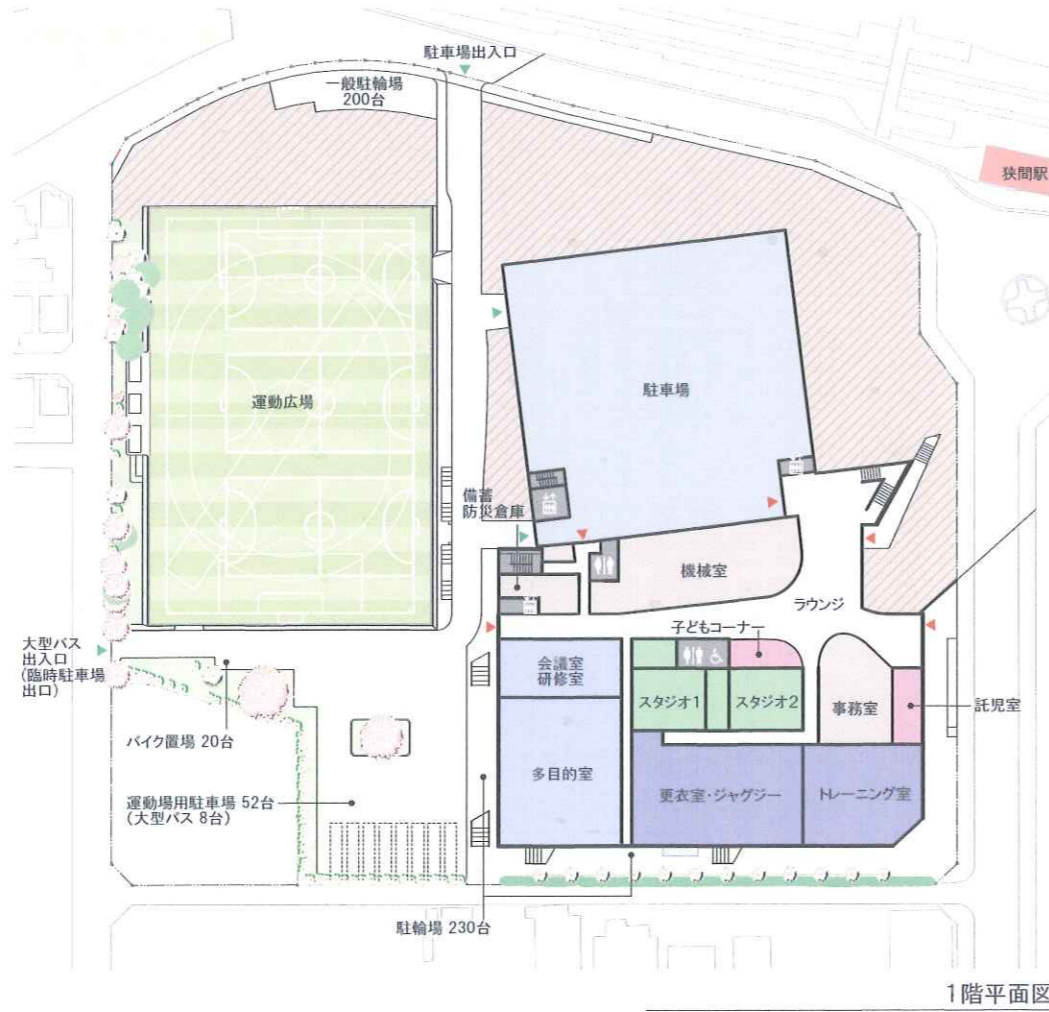 駐車場出入口
一般駐輪場
200台
狭間駅
運動広場
駐車場
備蓄
防災倉庫
機械室
ラウンジ
子どもコーナー
大型バス
出入口
(臨時駐車場
出口)
会議室
研修室
スタジオ1
スタジオ2
事務室
託児室
バイク置場 20台
多目的室
更衣室・ジャグジー
トレーニング室
運動場用駐車場 52台
(大型バス 8台)
駐輪場 230台
1階平面図